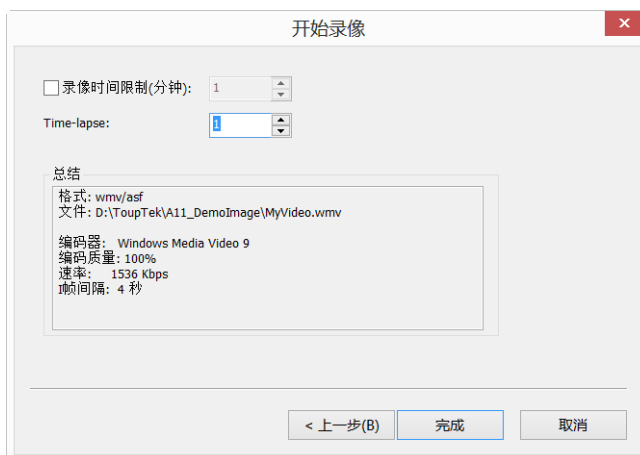 开始录像
录像时间限制(分钟): 1
Time-lapse: 1
总结
格式: wmv/asf
文件: D:\ToupTek\A11_DemoImage\MyVideo.wmv
编码器: Windows Media Video 9
编码质量: 100%
速率: 1536 Kbps
I帧间隔: 4 秒
< 上一步(B) 完成 取消